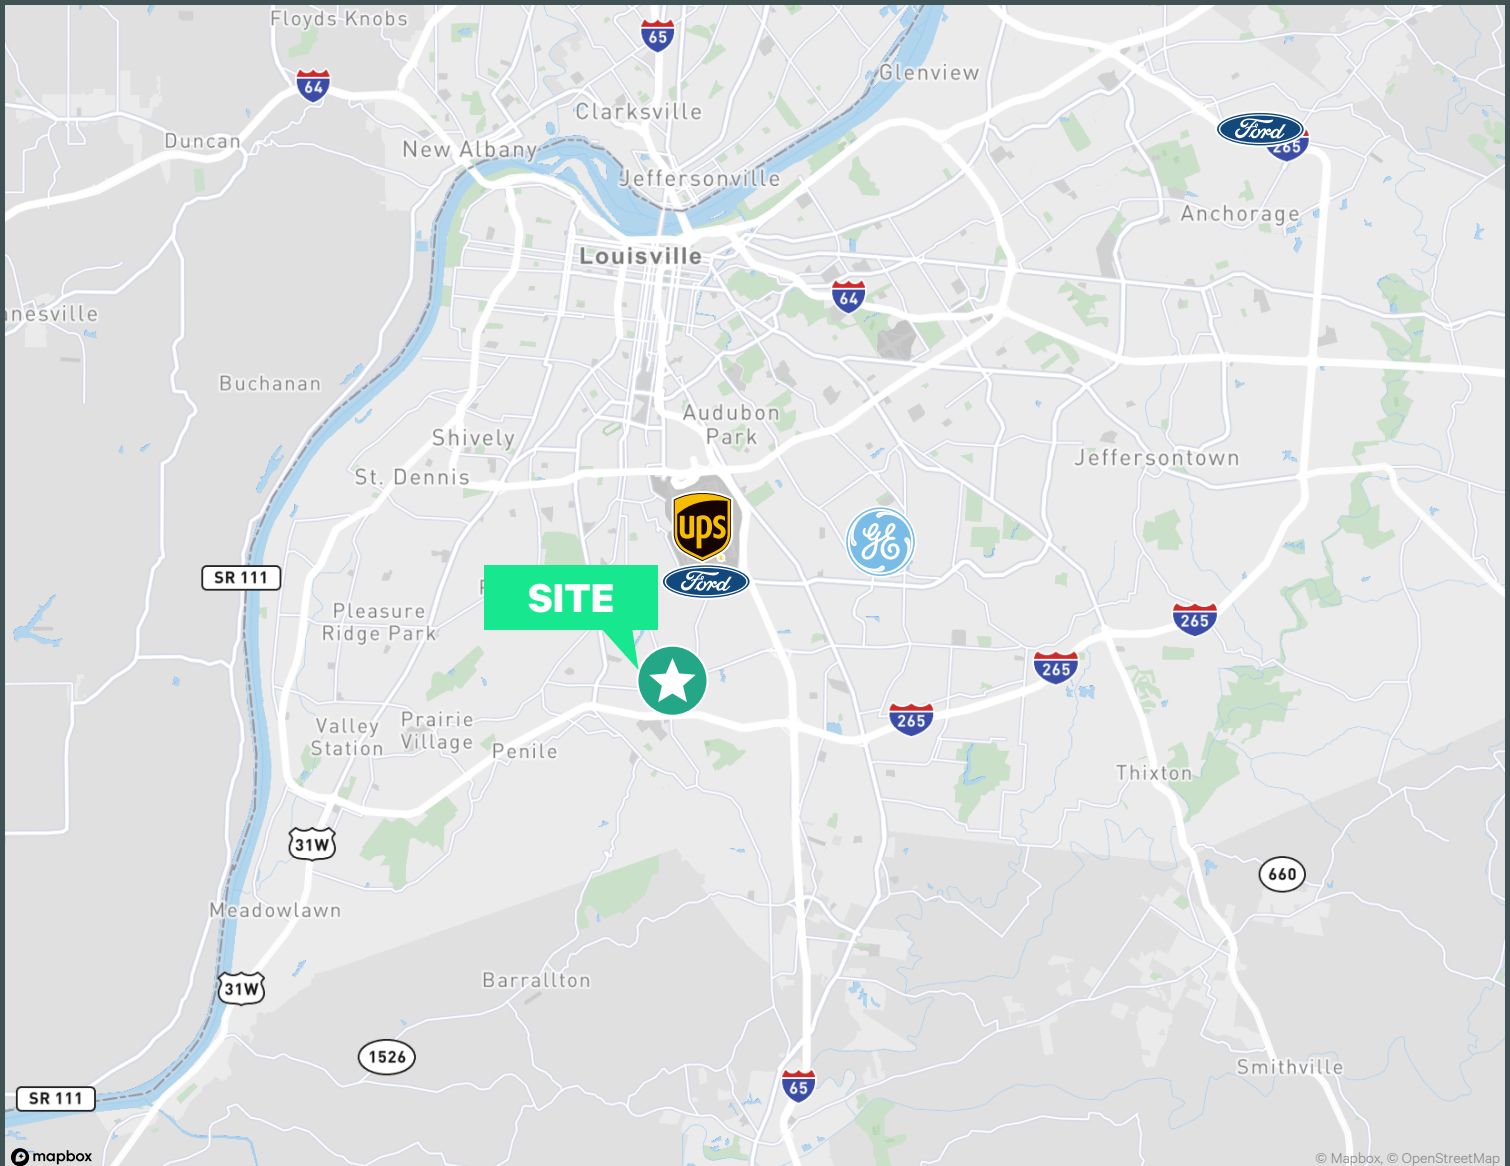 Floyds Knobs
65
64
Glenview
Clarksville
Duncan
New Albany
Ford
265
Jeffersonville
Anchorage
Louisville
64
nesville
Buchanan
Audubon
Park
Shively
Jeffersontown
St. Dennis
ups
GE
SR 111
Ford
SITE
Pleasure
Ridge Park
265
265
Valley
Station
Prairie
Village
265
Penile
Thixton
31W
660
Meadowlawn
Barrallton
31W
1526
Smithville
65
SR 111
mapbox
© Mapbox, © OpenStreetMap